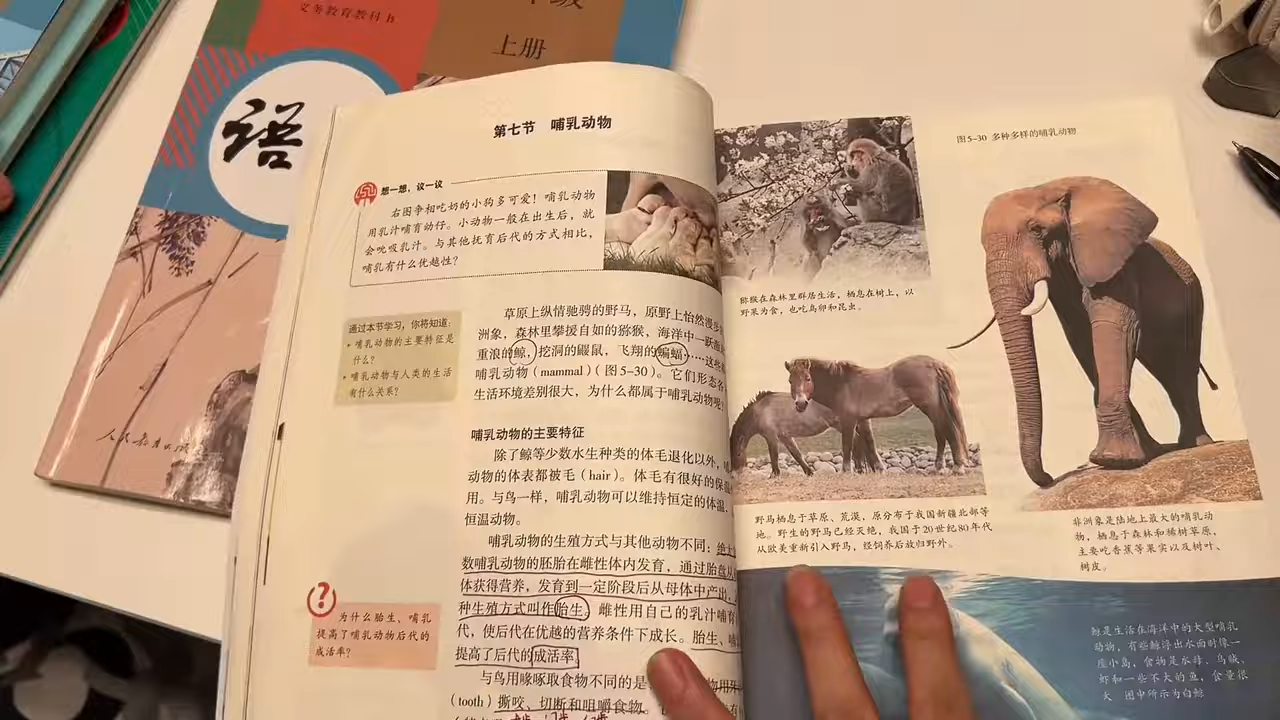 义务教育教科书
上册
语
人民教育出版社
第七节 哺乳动物
想一想，议一议
右图争相吃奶的小狗多可爱！哺乳动物
用乳汁哺育动仔。小动物一般在出生后，就
会吮吸乳汁。与其他抚育后代的方式相比，
哺乳有什么优越性？
通过本节学习，你将知道：
哺乳动物的主要特征是
什么？
哺乳动物与人类的生活
有什么关系？
草原上纵情驰骋的野马，原野上怡然漫步
洲象，森林里攀援自如的猕猴，海洋中一跃
重浪的鲸，挖洞的鼹鼠，飞翔的蝙蝠……这些
哺乳动物（mammal）（图5-30）。它们形态各
生活环境差别很大，为什么都属于哺乳动物呢
哺乳动物的主要特征
除了鲸等少数水生种类的体毛退化以外，
动物的体表都被毛（hair）。体毛有很好的保温
用。与鸟一样，哺乳动物可以维持恒定的体温，
恒温动物。
哺乳动物的生殖方式与其他动物不同：绝大
数哺乳动物的胚胎在雌性体内发育，通过胎盘从
体获得营养，发育到一定阶段后从母体中产出，
种生殖方式叫作胎生。雌性用自己的乳汁哺育
代，使后代在优越的营养条件下成长。胎生、哺
提高了后代的成活率。
为什么胎生、哺乳
提高了哺乳动物后代的
成活率？
与鸟用喙啄取食物不同的是
（tooth）撕咬、切断和咀嚼食物。
图5-30 多种多样的哺乳动物
猕猴在森林里群居生活，栖息在树上，以
野果为食，也吃鸟卵和昆虫。
野马栖息于草原、荒漠，原分布于我国新疆北部等
地。野生的野马已经灭绝，我国于20世纪80年代
从欧美重新引入野马，经饲养后放归野外。
非洲象是陆地上最大的哺乳动
物，栖息于森林和稀树草原，
主要吃香蕉等果实以及树叶、
树皮。
鲸是生活在海洋中的大型哺乳
动物，有些鲸浮出水面时像一
座小岛，食物是水母、乌贼、
虾和一些不大的鱼，食量很
大 图中所示为白鲸